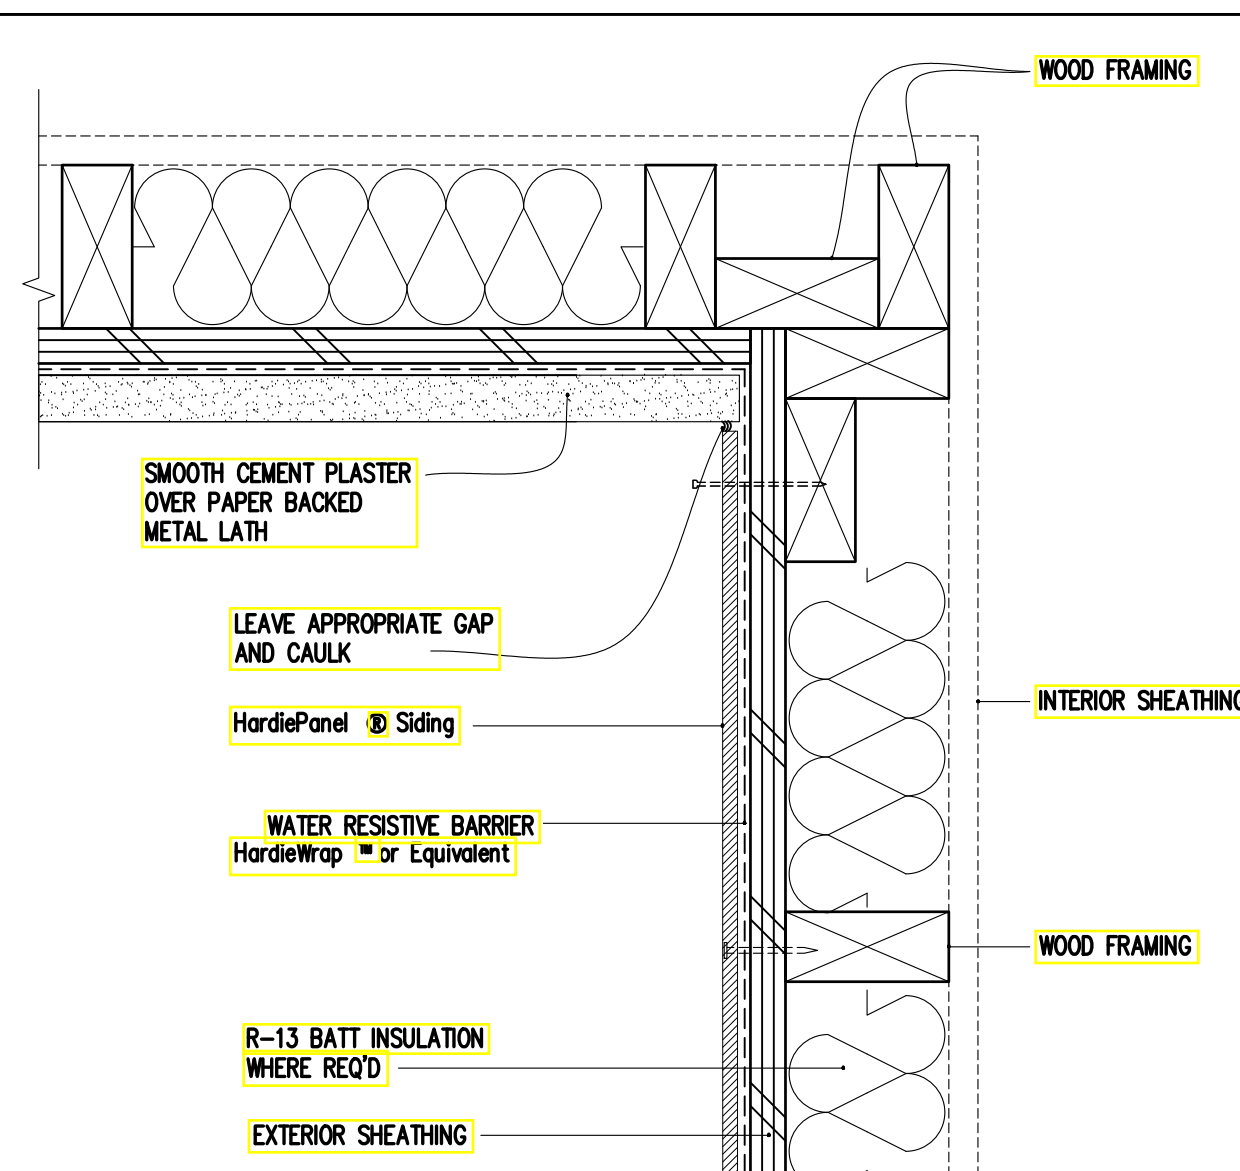 WOOD FRAMING
SMOOTH CEMENT PLASTER
OVER PAPER BACKED
METAL LATH
LEAVE APPROPRIATE GAP
AND CAULK
HardiePanel ® Siding
INTERIOR SHEATHING
WATER RESISTIVE BARRIER
HardieWrap ™ or Equivalent
WOOD FRAMING
R-13 BATT INSULATION
WHERE REQ'D
EXTERIOR SHEATHING